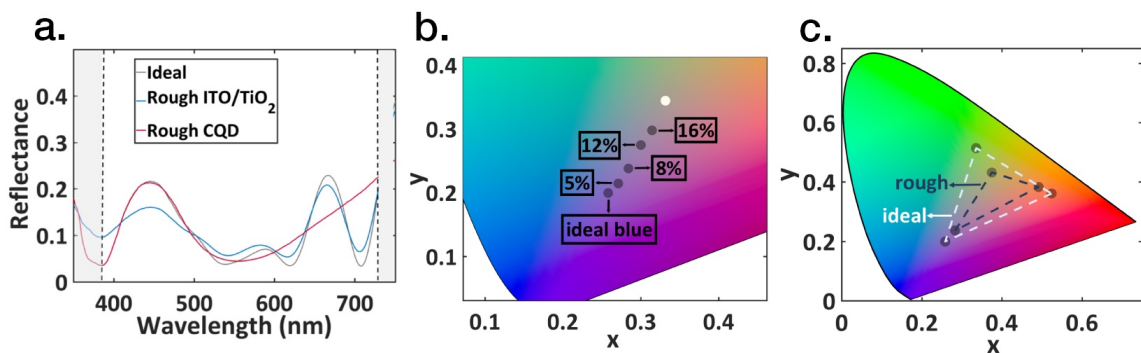 a.
Reflectance
0.4
0.3
0.2
0.1
0
400
500
600
700
Wavelength (nm)
Ideal
Rough ITO/TiO₂
Rough CQD
b.
y
0.4
0.3
0.2
0.1
0.1
0.2
0.3
0.4
x
16%
12%
8%
5%
ideal blue
c.
y
0.8
0.6
0.4
0.2
0
0
0.2
0.4
0.6
x
rough
ideal